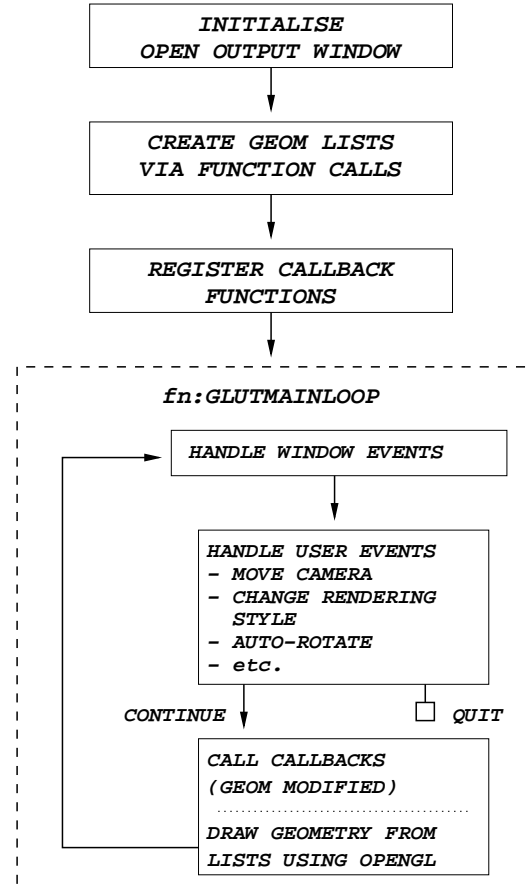 INITIALISE
OPEN OUTPUT WINDOW
CREATE GEOM LISTS
VIA FUNCTION CALLS
REGISTER CALLBACK
FUNCTIONS
fn:GLUTMAINLOOP
HANDLE WINDOW EVENTS
HANDLE USER EVENTS
- MOVE CAMERA
- CHANGE RENDERING
STYLE
- AUTO-ROTATE
- etc.
CONTINUE
QUIT
CALL CALLBACKS
(GEOM MODIFIED)
DRAW GEOMETRY FROM
LISTS USING OPENGL